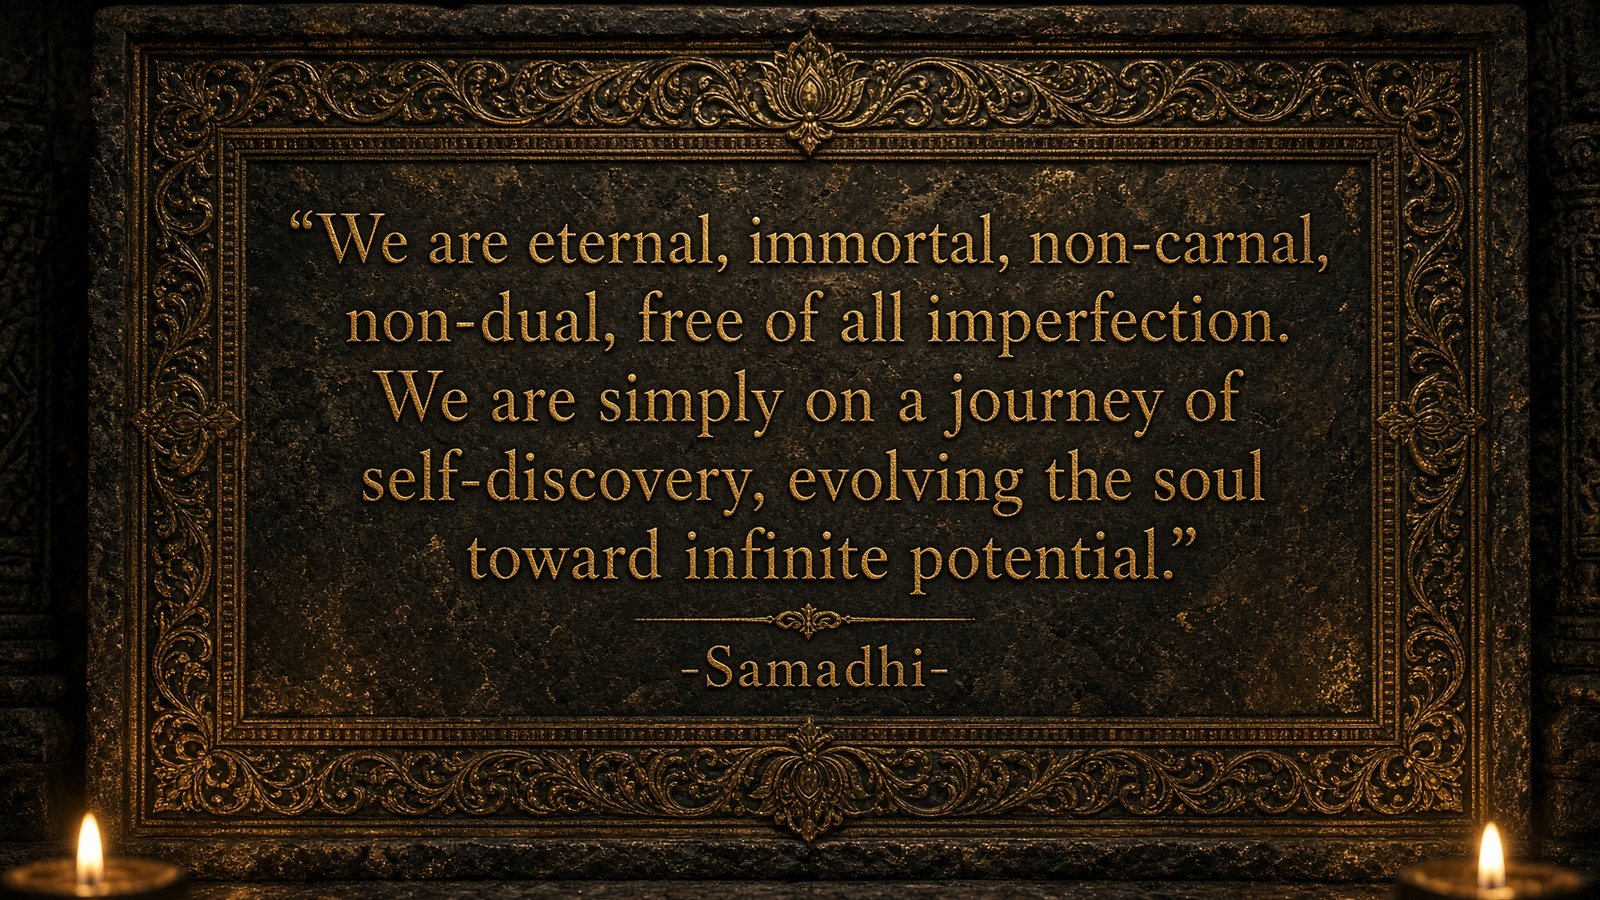 “We are eternal, immortal, non-carnal,
non-dual, free of all imperfection.
We are simply on a journey of
self-discovery, evolving the soul
toward infinite potential.”
-Samadhi-